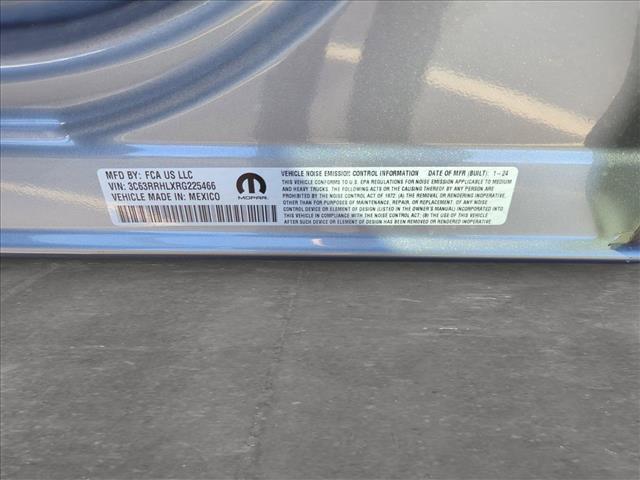 MFD BY: FCA US LLC
VIN: 3C63RRHLXRG225466
VEHICLE MADE IN: MEXICO
MOPAR
VEHICLE NOISE EMISSION CONTROL INFORMATION DATE OF MFR (BUILT): 1-24
THIS VEHICLE CONFORMS TO U.S. EPA REGULATIONS FOR NOISE EMISSION APPLICABLE TO MEDIUM
AND HEAVY TRUCKS. THE FOLLOWING ACTS OR THE CAUSING THEREOF BY ANY PERSON ARE
PROHIBITED BY THE NOISE CONTROL ACT OF 1972: (A) THE REMOVAL OR RENDERING INOPERATIVE,
OTHER THAN FOR PURPOSES OF MAINTENANCE, REPAIR, OR REPLACEMENT, OF ANY NOISE
CONTROL DEVICE OR ELEMENT OF DESIGN (LISTED IN THE OWNER'S MANUAL) INCORPORATED INTO
THIS VEHICLE IN COMPLIANCE WITH THE NOISE CONTROL ACT; (B) THE USE OF THIS VEHICLE
AFTER SUCH DEVICE OR ELEMENT OF DESIGN HAS BEEN REMOVED OR RENDERED INOPERATIVE.